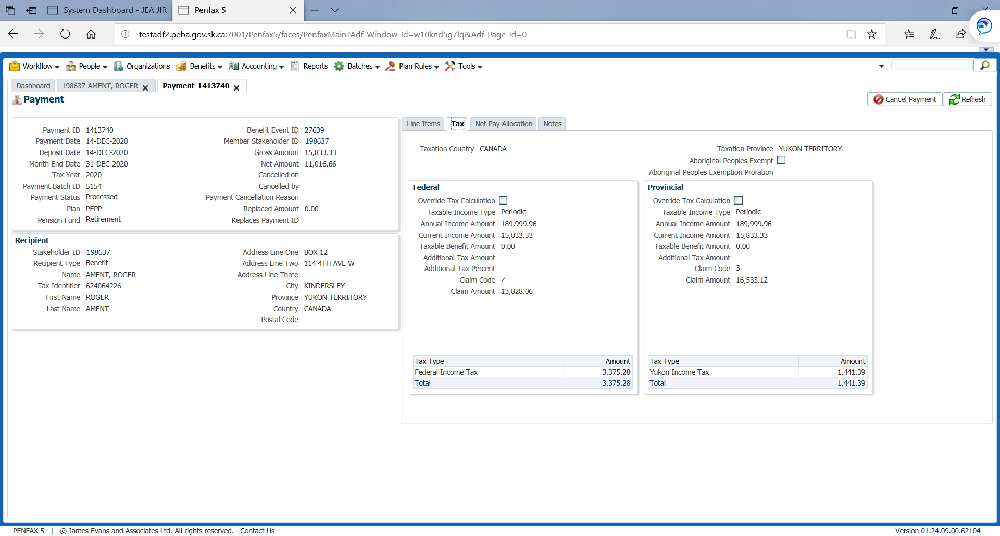 System Dashboard - JEA JIR
Penfax 5
testadf2.peba.gov.sk.ca:7001/Penfax5/faces/PenfaxMain?Adf-Window-Id=w10knd5g7lq&Adf-Page-Id=0
Workflow People Organizations Benefits Accounting Reports Batches Plan Rules Tools
Dashboard 198637-AMENT, ROGER Payment-1413740
Payment
Cancel Payment Refresh
Payment ID 1413740
Payment Date 14-DEC-2020
Deposit Date 14-DEC-2020
Month End Date 31-DEC-2020
Tax Year 2020
Payment Batch ID 5154
Payment Status Processed
Plan PEPP
Pension Fund Retirement
Benefit Event ID 27639
Member Stakeholder ID 198637
Gross Amount 15,833.33
Net Amount 11,016.66
Cancelled on
Cancelled by
Payment Cancellation Reason
Replaced Amount 0.00
Replaces Payment ID
Recipient
Stakeholder ID 198637
Recipient Type Benefit
Name AMENT, ROGER
Tax Identifier 624064226
First Name ROGER
Last Name AMENT
Address Line One BOX 12
Address Line Two 114 4TH AVE W
Address Line Three
City KINDERSLEY
Province YUKON TERRITORY
Country CANADA
Postal Code
Line Items Tax Net Pay Allocation Notes
Taxation Country CANADA
Taxation Province YUKON TERRITORY
Aboriginal Peoples Exempt
Aboriginal Peoples Exemption Proration
Federal
Override Tax Calculation
Taxable Income Type Periodic
Annual Income Amount 189,999.96
Current Income Amount 15,833.33
Taxable Benefit Amount 0.00
Additional Tax Amount
Additional Tax Percent
Claim Code 2
Claim Amount 13,828.06
Tax Type Amount
Federal Income Tax 3,375.28
Total 3,375.28
Provincial
Override Tax Calculation
Taxable Income Type Periodic
Annual Income Amount 189,999.96
Current Income Amount 15,833.33
Taxable Benefit Amount 0.00
Additional Tax Amount
Claim Code 3
Claim Amount 16,533.12
Tax Type Amount
Yukon Income Tax 1,441.39
Total 1,441.39
PENFAX 5 | © James Evans and Associates Ltd. All rights reserved. Contact Us
Version 01.24.09.00.62104